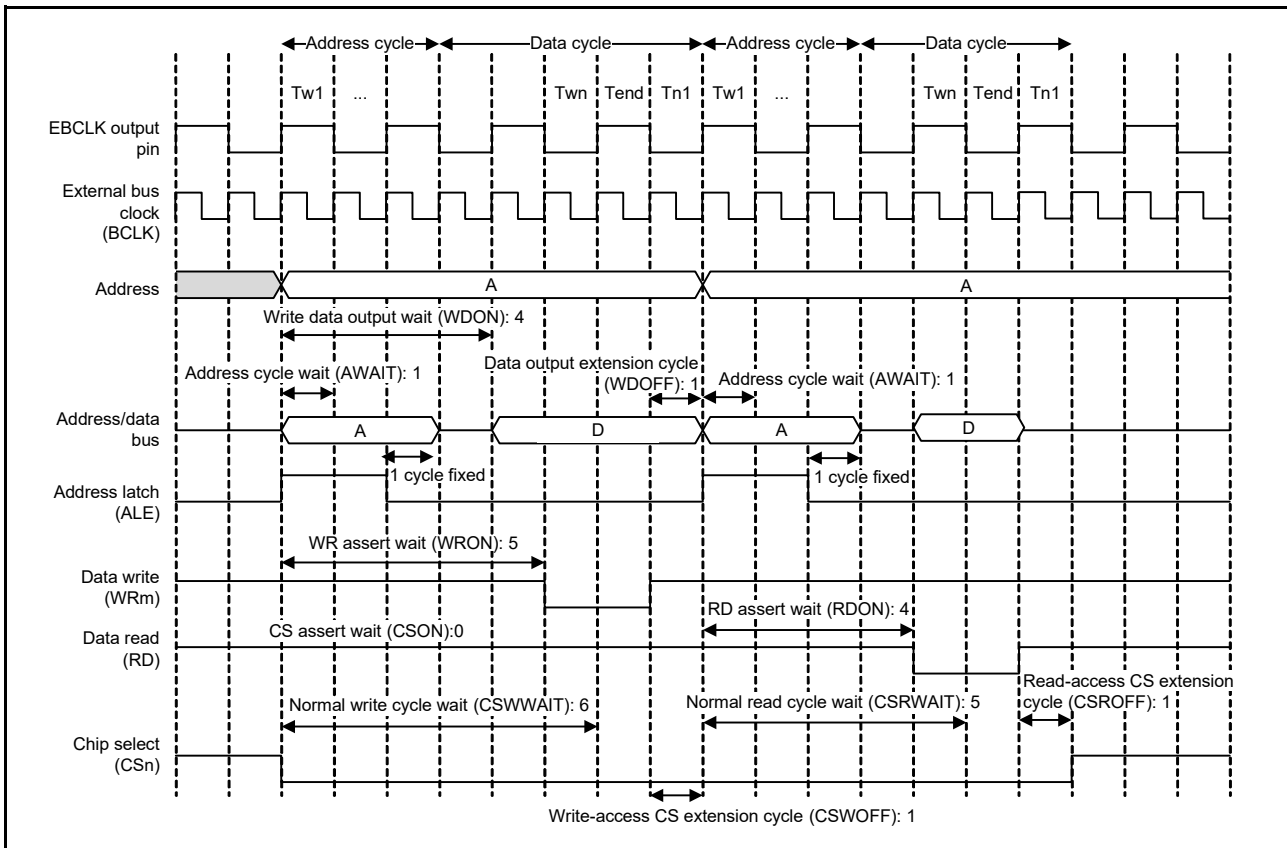 Address cycle Data cycle Address cycle Data cycle
Tw1 ... Twn Tend Tn1 Tw1 ... Twn Tend Tn1
EBCLK output
pin
External bus
clock
(BCLK)
Address
A A
Write data output wait (WDON): 4
Data output extension cycle
(WDOFF): 1
Address cycle wait (AWAIT): 1
Address cycle wait (AWAIT): 1
Address/data
bus
A D A D
1 cycle fixed 1 cycle fixed
Address latch
(ALE)
WR assert wait (WRON): 5
Data write
(WRm)
RD assert wait (RDON): 4
CS assert wait (CSON):0
Data read
(RD)
Read-access CS extension
cycle (CSROFF): 1
Normal write cycle wait (CSWWAIT): 6
Normal read cycle wait (CSRWAIT): 5
Chip select
(CSn)
Write-access CS extension cycle (CSWOFF): 1